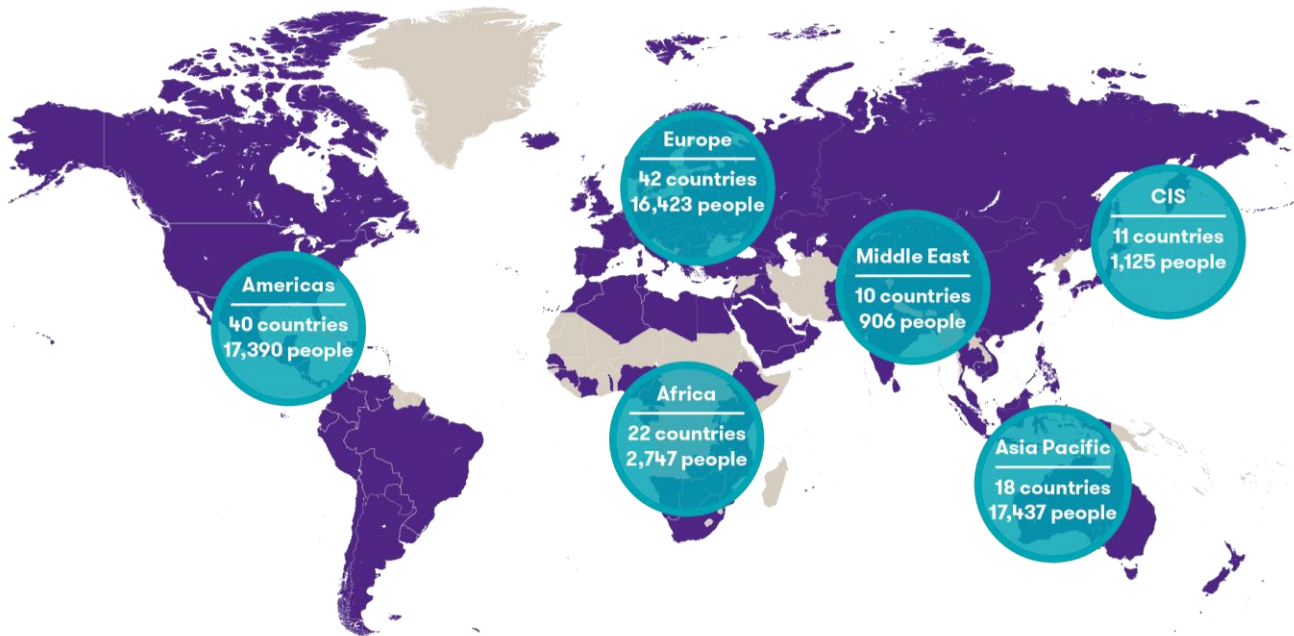 Europe
42 countries
16,423 people
CIS
11 countries
1,125 people
Middle East
10 countries
906 people
Americas
40 countries
17,390 people
Africa
22 countries
2,747 people
Asia Pacific
18 countries
17,437 people